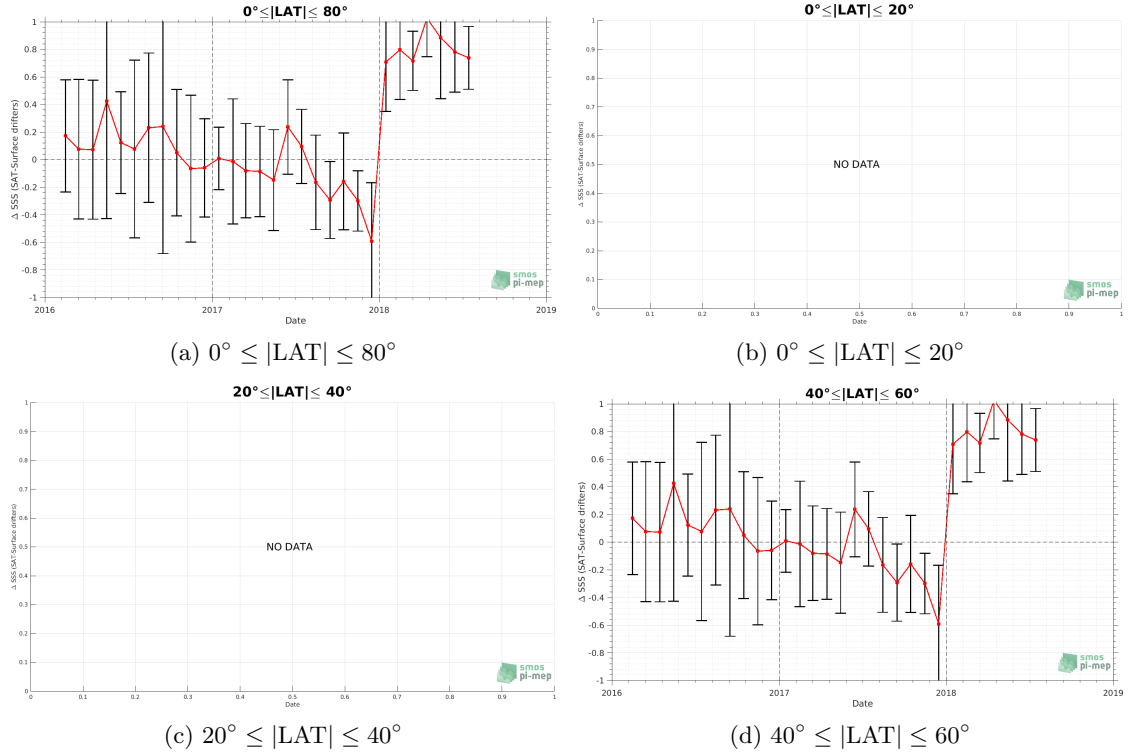 0°≤|LAT|≤ 80°
Δ SSS (SAT-Surface drifters)
1
0.8
0.6
0.4
0.2
0
-0.2
-0.4
-0.6
-0.8
-1
2016
2017
2018
2019
Date
smos
pi-mep
(a) 0° ≤ |LAT| ≤ 80°
0°≤|LAT|≤ 20°
Δ SSS (SAT-Surface drifters)
1
0.9
0.8
0.7
0.6
0.5
0.4
0.3
0.2
0.1
0
NO DATA
0 0.1 0.2 0.3 0.4 0.5 0.6 0.7 0.8 0.9 1
Date
smos
pi-mep
(b) 0° ≤ |LAT| ≤ 20°
20°≤|LAT|≤ 40°
Δ SSS (SAT-Surface drifters)
1
0.9
0.8
0.7
0.6
0.5
0.4
0.3
0.2
0.1
0
NO DATA
0 0.1 0.2 0.3 0.4 0.5 0.6 0.7 0.8 0.9 1
Date
smos
pi-mep
(c) 20° ≤ |LAT| ≤ 40°
40°≤|LAT|≤ 60°
Δ SSS (SAT-Surface drifters)
1
0.8
0.6
0.4
0.2
0
-0.2
-0.4
-0.6
-0.8
-1
2016
2017
2018
2019
Date
smos
pi-mep
(d) 40° ≤ |LAT| ≤ 60°